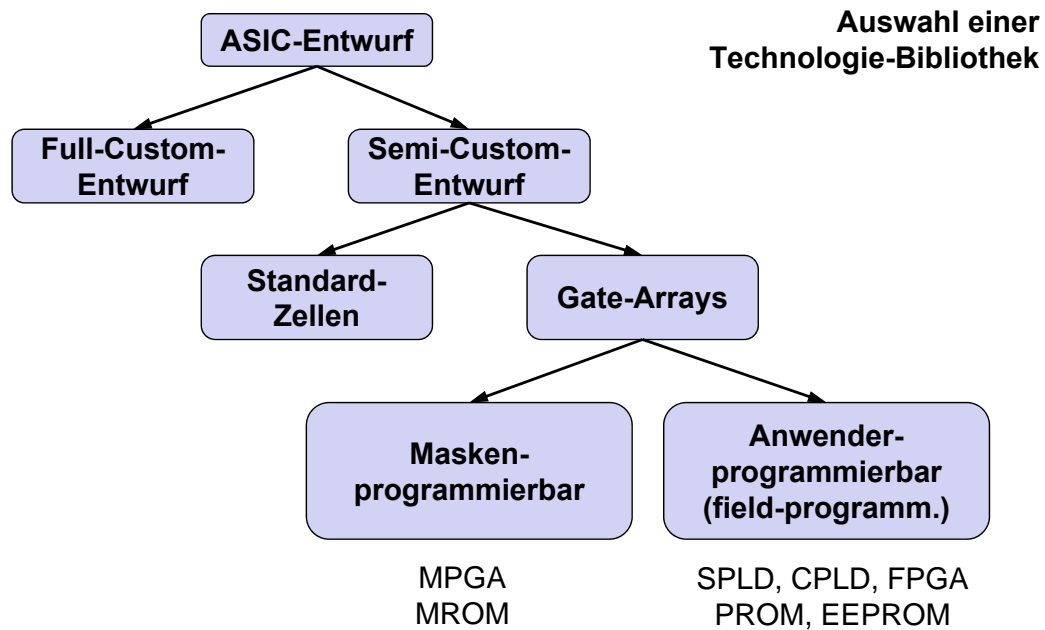 Auswahl einer
Technologie-Bibliothek
ASIC-Entwurf
Full-Custom-
Entwurf
Semi-Custom-
Entwurf
Standard-
Zellen
Gate-Arrays
Masken-
programmierbar
Anwender-
programmierbar
(field-programm.)
MPGA
MROM
SPLD, CPLD, FPGA
PROM, EEPROM